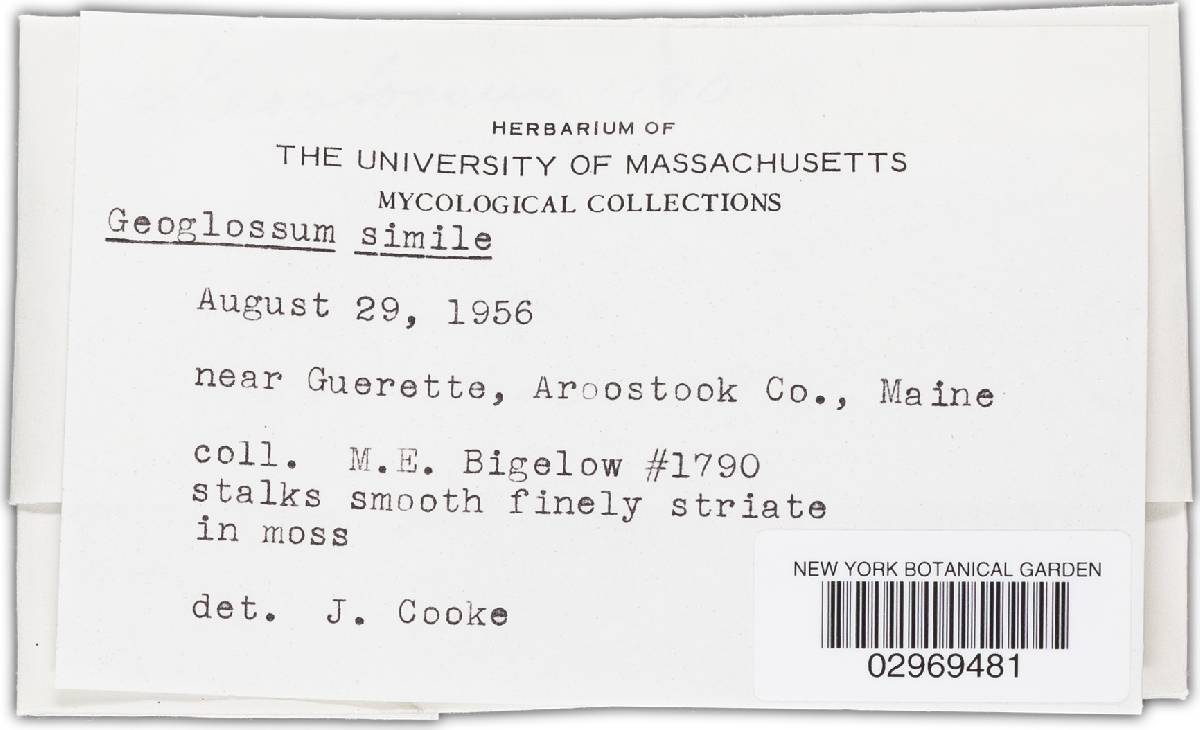 HERBARIUM OF
THE UNIVERSITY OF MASSACHUSETTS
MYCOLOGICAL COLLECTIONS
Geoglossum simile
August 29, 1956
near Guerette, Aroostook Co., Maine
coll. M.E. Bigelow #1790
stalks smooth finely striate
in moss
det. J. Cooke
NEW YORK BOTANICAL GARDEN
02969481